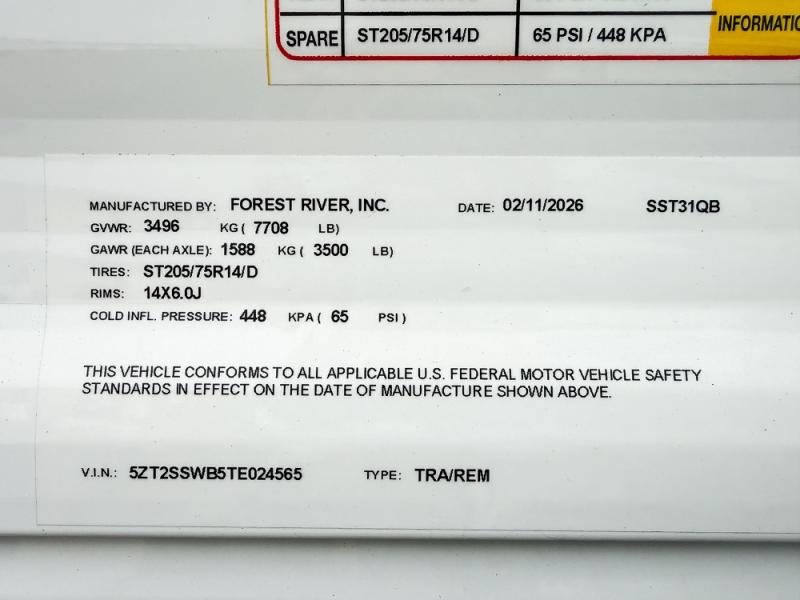 SPARE ST205/75R14/D 65 PSI / 448 KPA
MANUFACTURED BY: FOREST RIVER, INC. DATE: 02/11/2026 SST31QB
GVWR: 3496 KG ( 7708 LB)
GAWR (EACH AXLE): 1588 KG ( 3500 LB)
TIRES: ST205/75R14/D
RIMS: 14X6.0J
COLD INFL. PRESSURE: 448 KPA ( 65 PSI )
THIS VEHICLE CONFORMS TO ALL APPLICABLE U.S. FEDERAL MOTOR VEHICLE SAFETY
STANDARDS IN EFFECT ON THE DATE OF MANUFACTURE SHOWN ABOVE.
V.I.N.: 5ZT2SSWB5TE024565 TYPE: TRA/REM